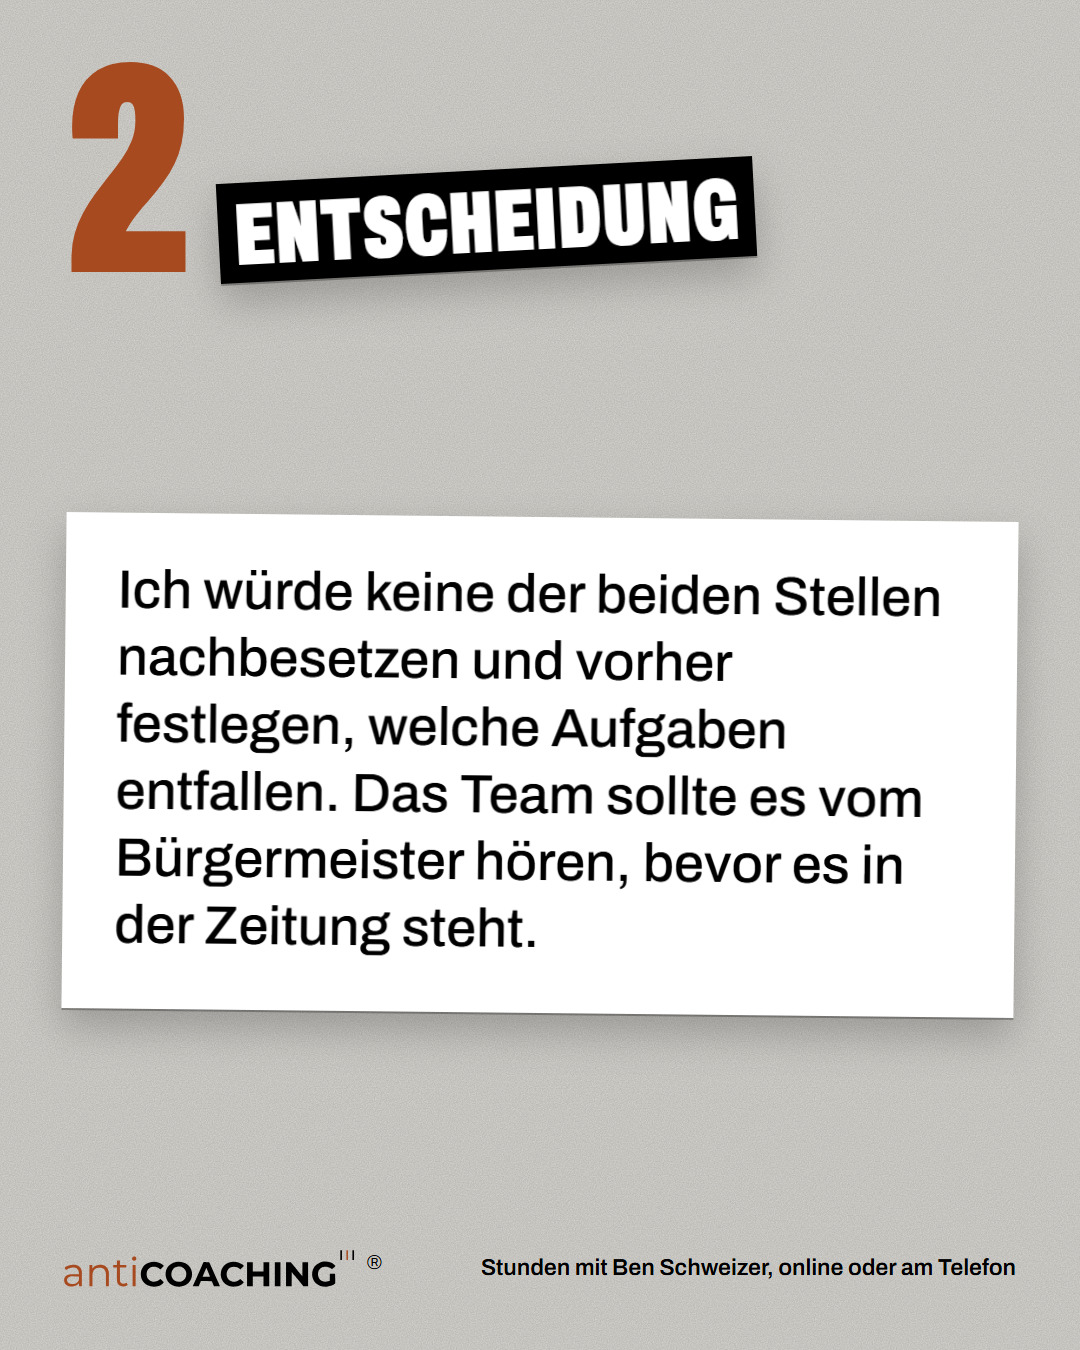 2
ENTSCHEIDUNG
Ich würde keine der beiden Stellen
nachbesetzen und vorher
festlegen, welche Aufgaben
entfallen. Das Team sollte es vom
Bürgermeister hören, bevor es in
der Zeitung steht.
antiCOACHING ®
Stunden mit Ben Schweizer, online oder am Telefon